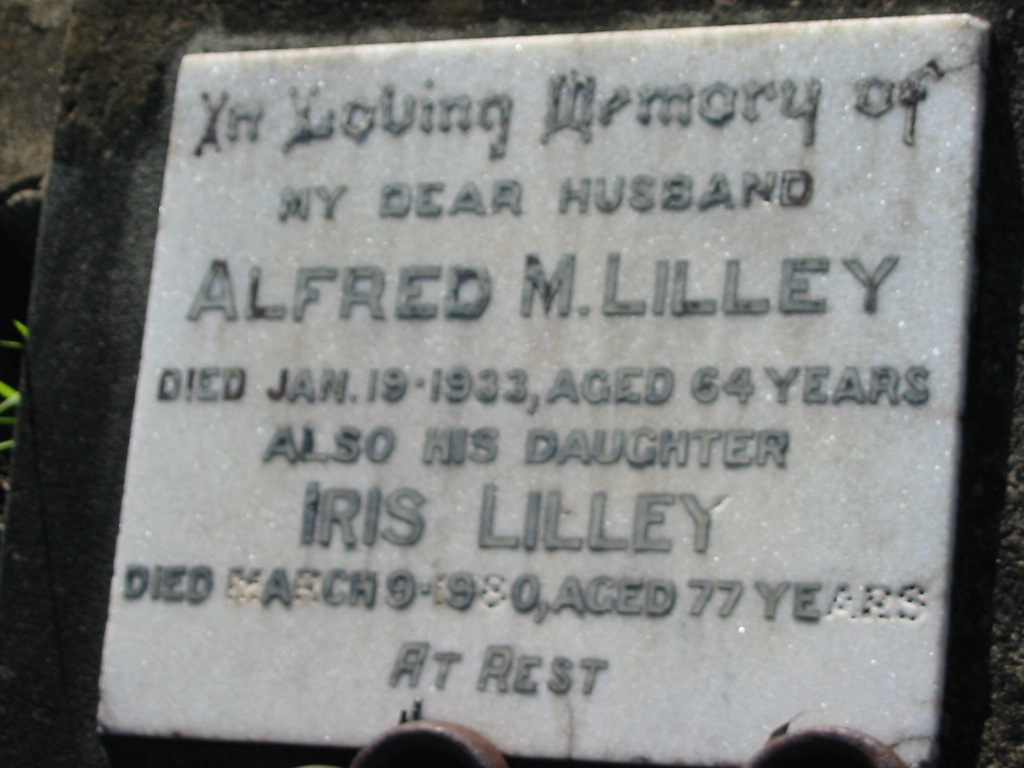 In Loving Memory of
MY DEAR HUSBAND
ALFRED M. LILLEY
DIED JAN. 19·1933, AGED 64 YEARS
ALSO HIS DAUGHTER
IRIS LILLEY
DIED MARCH 9·1980, AGED 77 YEARS
AT REST